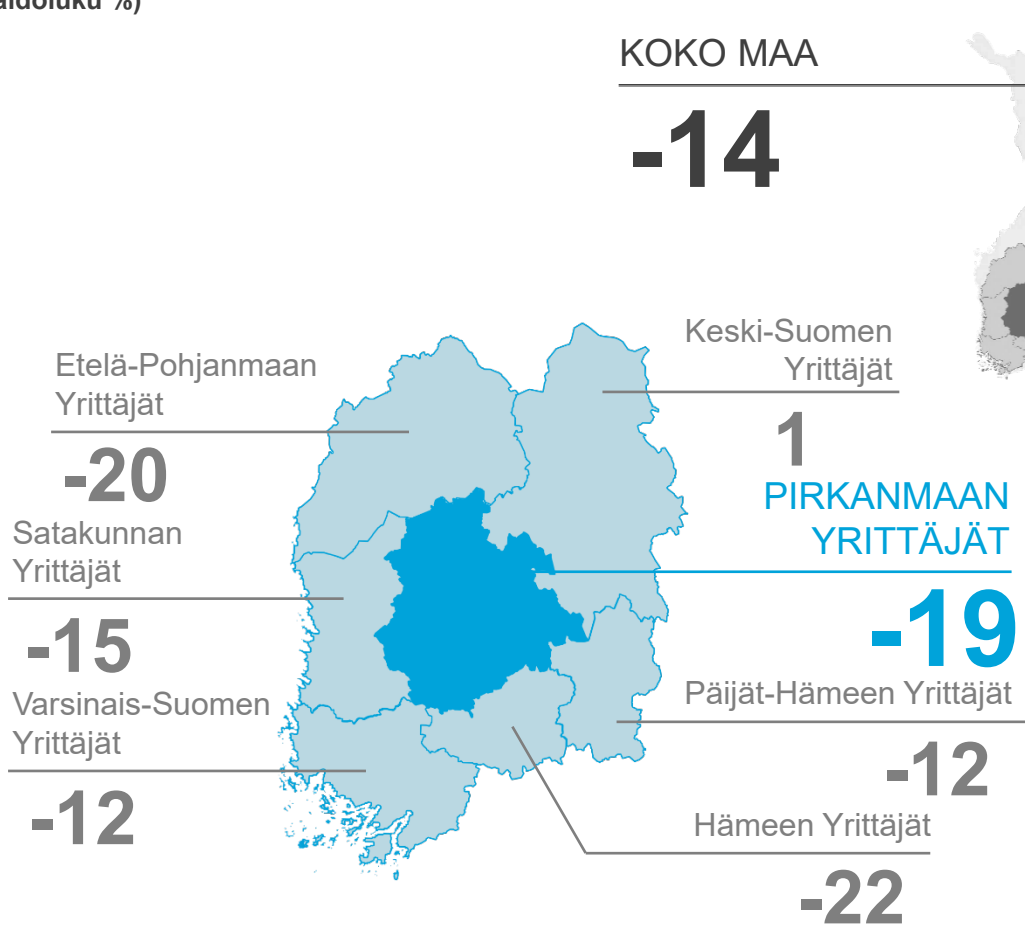 %)
KOKO MAA
-14
Keski-Suomen
Yrittäjät
1
Etelä-Pohjanmaan
Yrittäjät
-20
PIRKANMAAN
YRITTÄJÄT
-19
Satakunnan
Yrittäjät
-15
Päijät-Hämeen Yrittäjät
-12
Varsinais-Suomen
Yrittäjät
-12
Hämeen Yrittäjät
-22